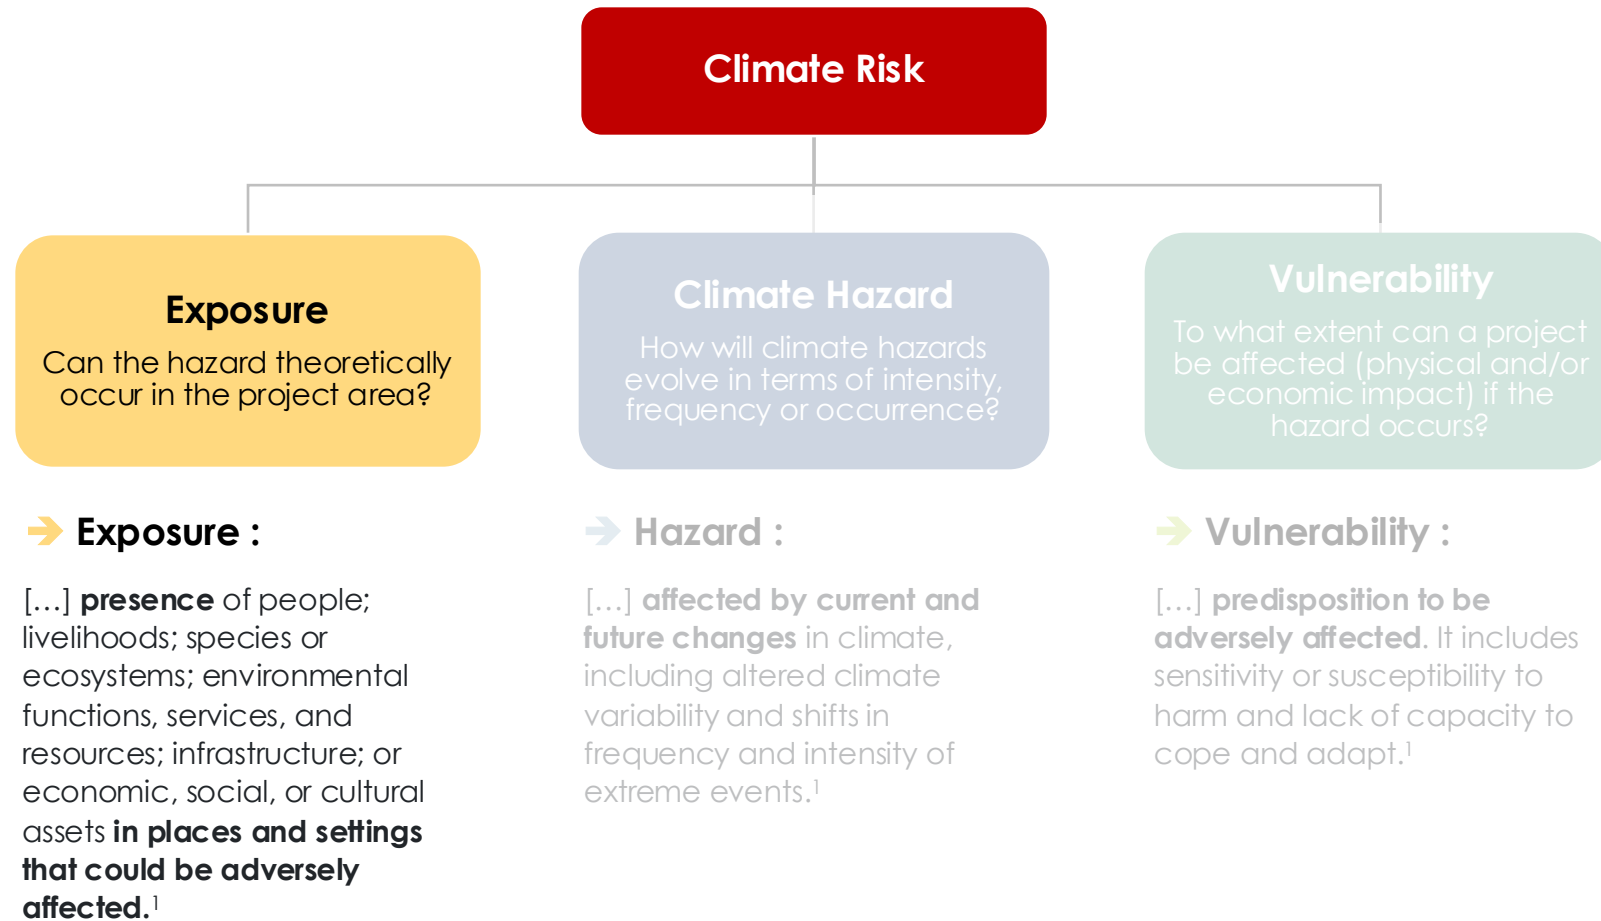 Climate Risk
Exposure
Can the hazard theoretically
occur in the project area?
Climate Hazard
How will climate hazards
evolve in terms of intensity,
frequency or occurrence?
Vulnerability
To what extent can a project
be affected (physical and/or
economic impact) if the
hazard occurs?
Exposure :
[…] presence of people;
livelihoods; species or
ecosystems; environmental
functions, services, and
resources; infrastructure; or
economic, social, or cultural
assets in places and settings
that could be adversely
affected.¹
Hazard :
[…] affected by current and
future changes in climate,
including altered climate
variability and shifts in
frequency and intensity of
extreme events.¹
Vulnerability :
[…] predisposition to be
adversely affected. It includes
sensitivity or susceptibility to
harm and lack of capacity to
cope and adapt.¹